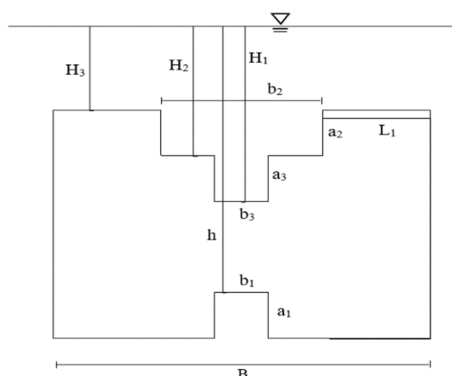 H₃
H₂
H₁
b₂
a₂
L₁
a₃
b₃
h
b₁
a₁
B